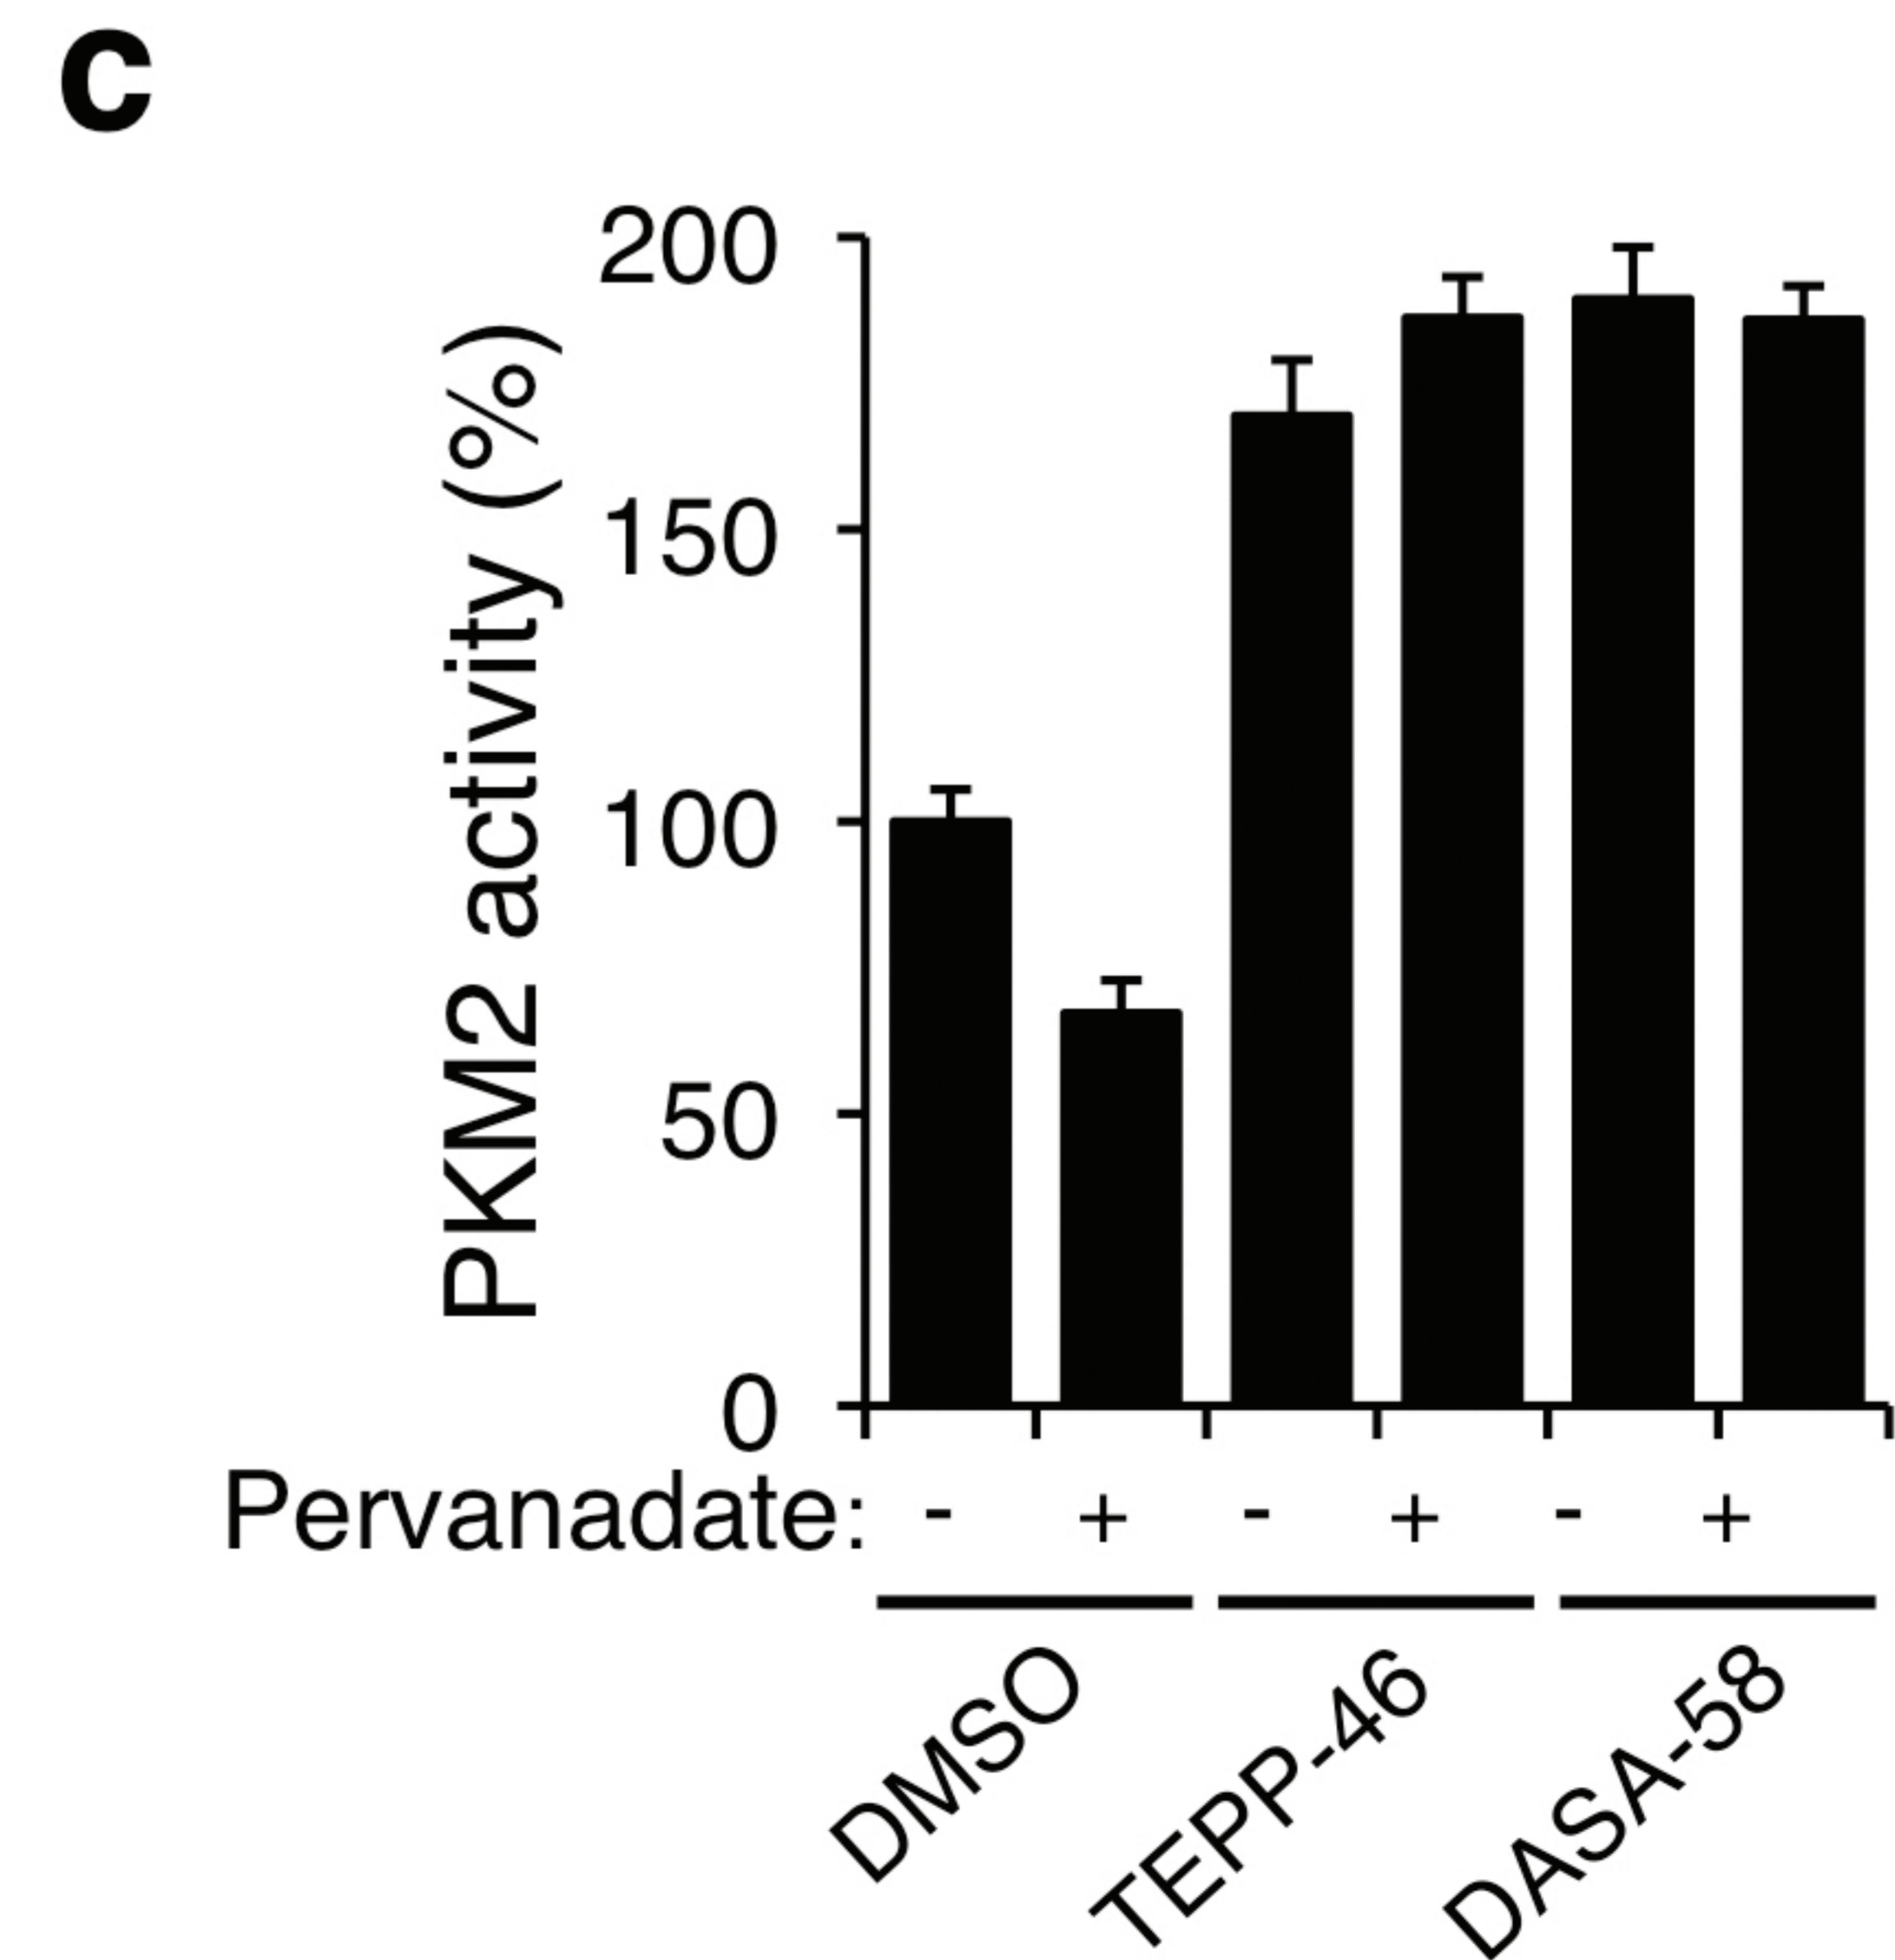 C
PKM2 activity (%)
200
150
100
50
0
Pervanadate: - + - + - +
DMSO
TEPP-46
DASA-58